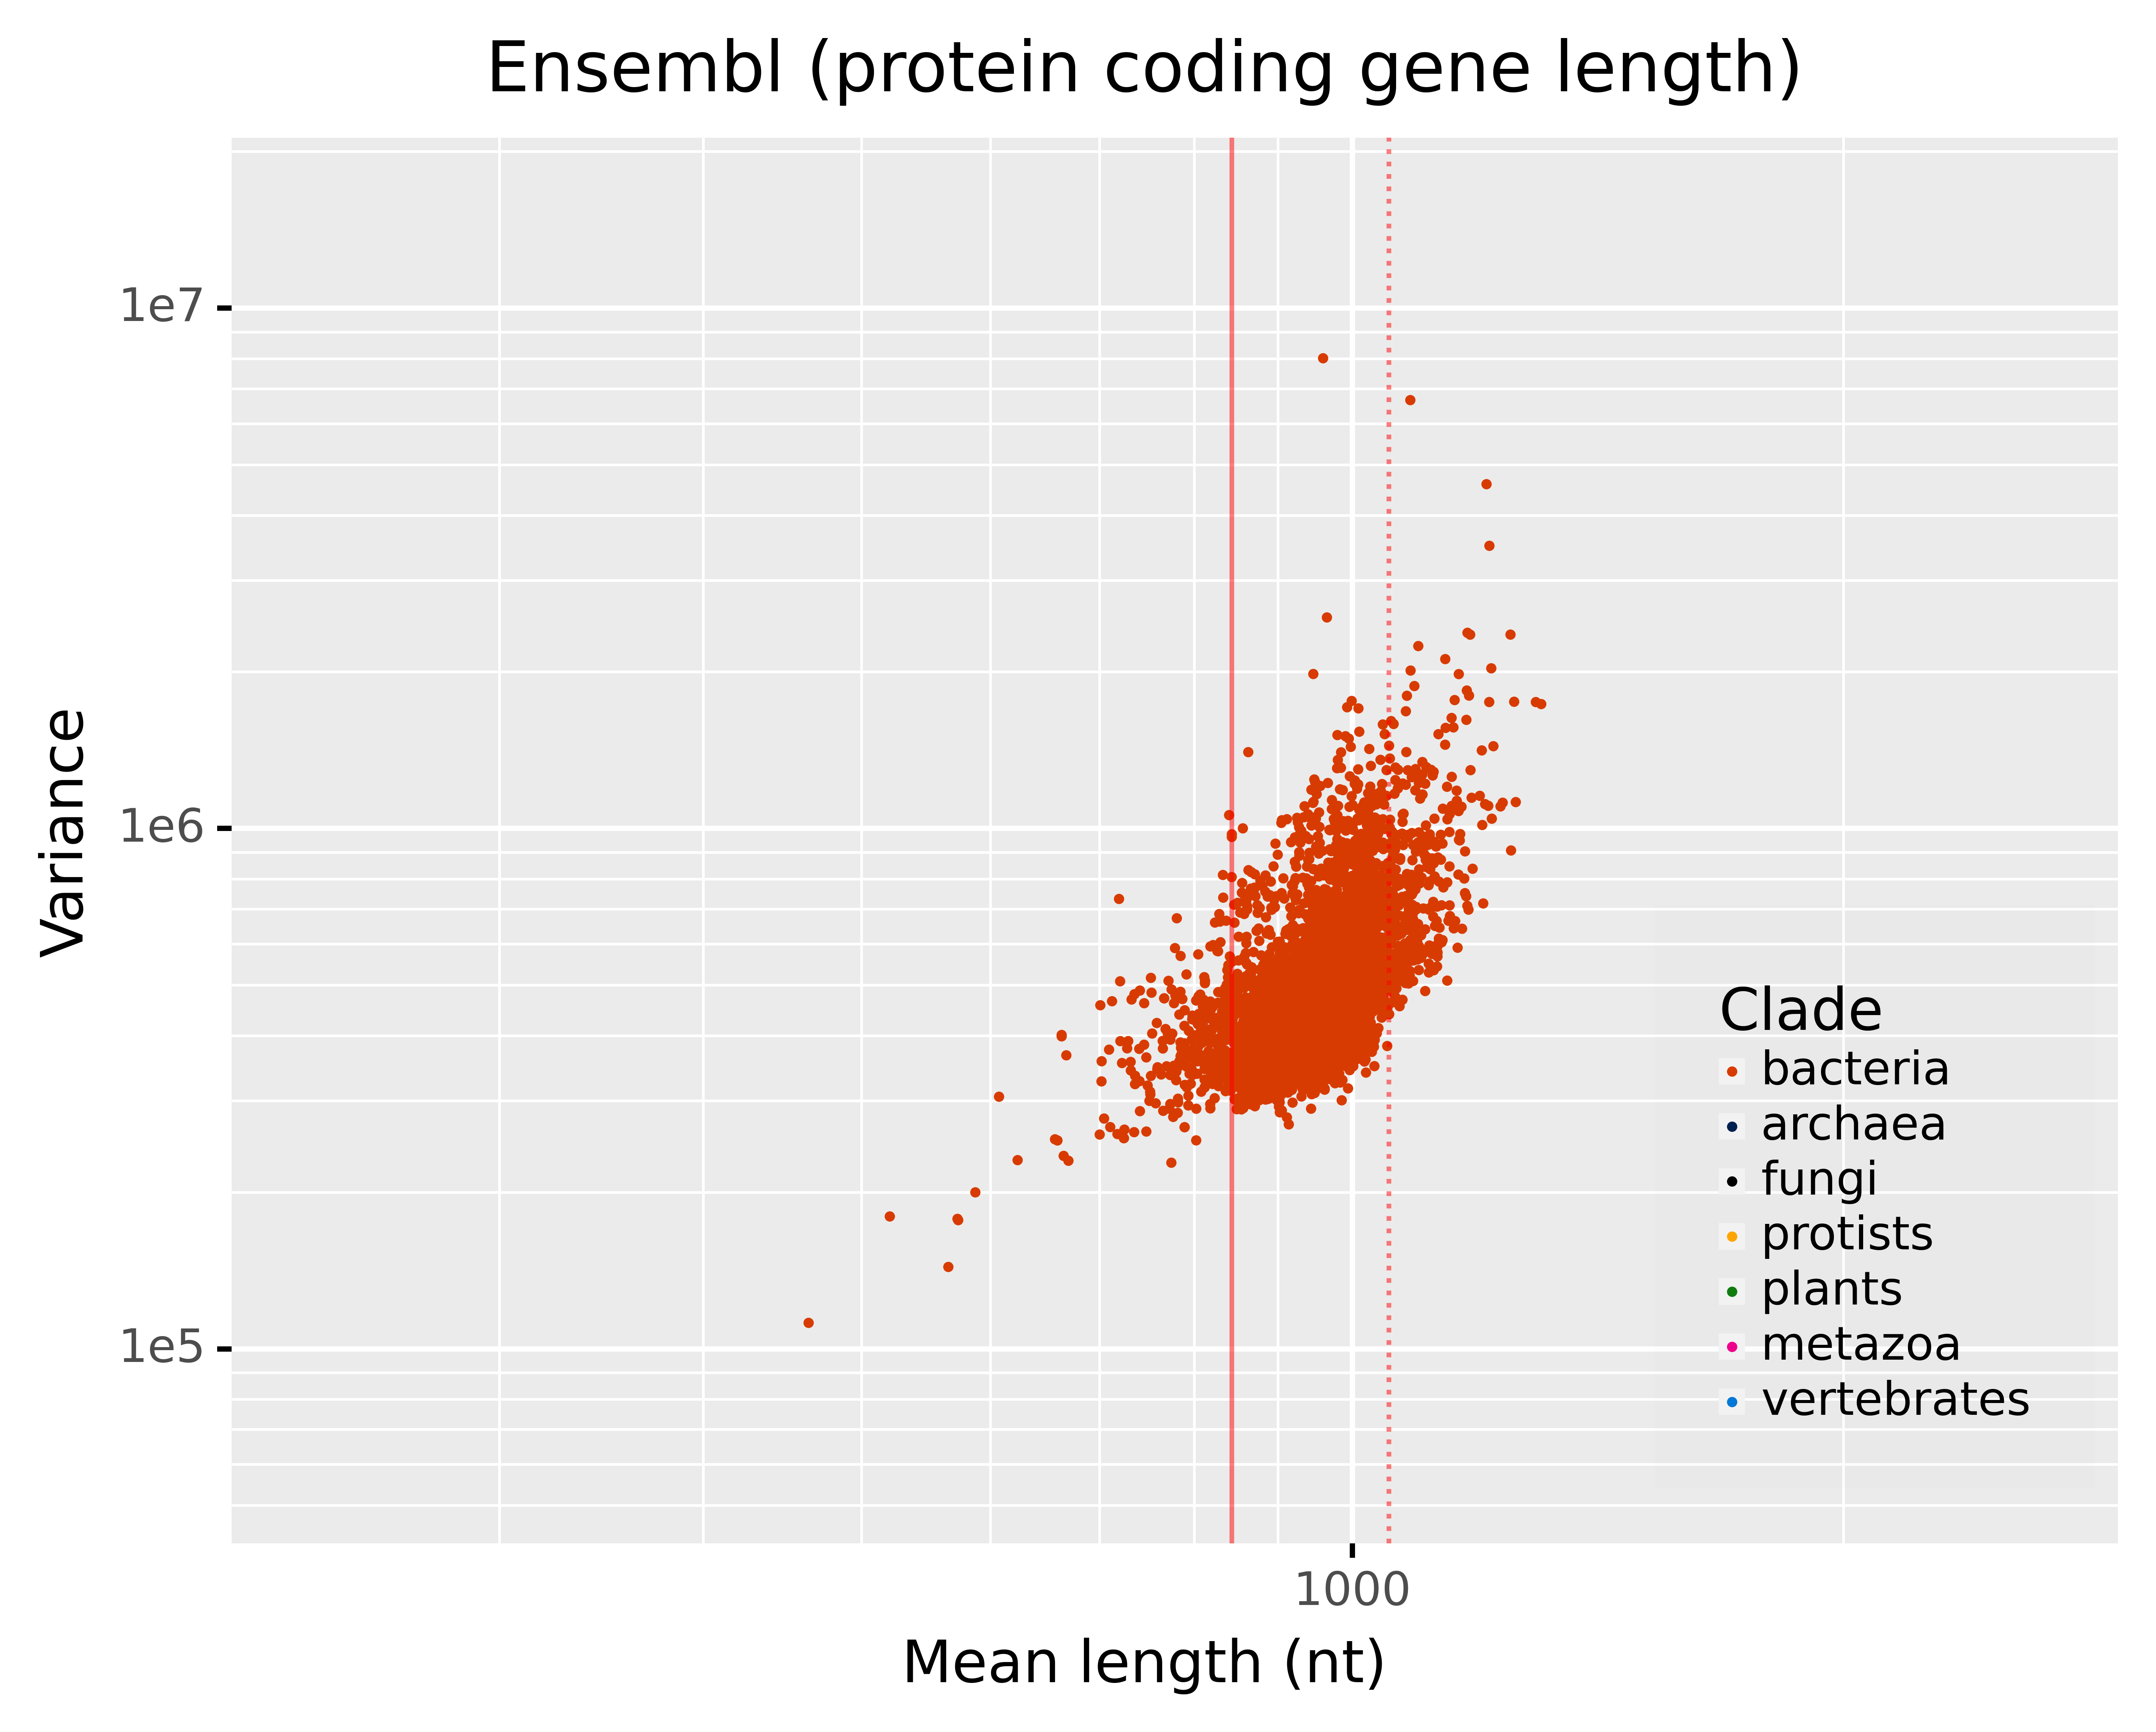 Ensembl (protein coding gene length)
1e7
1e6
1e5
Variance
1000
Mean length (nt)
Clade
bacteria
archaea
fungi
protists
plants
metazoa
vertebrates